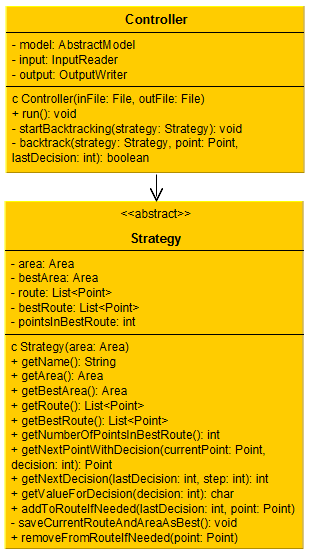 Controller
- model: AbstractModel
- input: InputReader
- output: OutputWriter
c Controller(inFile: File, outFile: File)
+ run(): void
- startBacktracking(strategy: Strategy): void
- backtrack(strategy: Strategy, point: Point,
lastDecision: int): boolean
<<abstract>>
Strategy
- area: Area
- bestArea: Area
- route: List<Point>
- bestRoute: List<Point>
- pointsInBestRoute: int
c Strategy(area: Area)
+ getName(): String
+ getArea(): Area
+ getBestArea(): Area
+ getRoute(): List<Point>
+ getBestRoute(): List<Point>
+ getNumberOfPointsInBestRoute(): int
+ getNextPointWithDecision(currentPoint: Point,
decision: int): Point
+ getNextDecision(lastDecision: int, step: int): int
+ getValueForDecision(decision: int): char
+ addToRouteIfNeeded(lastDecision: int, point: Point)
- saveCurrentRouteAndAreaAsBest(): void
+ removeFromRouteIfNeeded(point: Point)